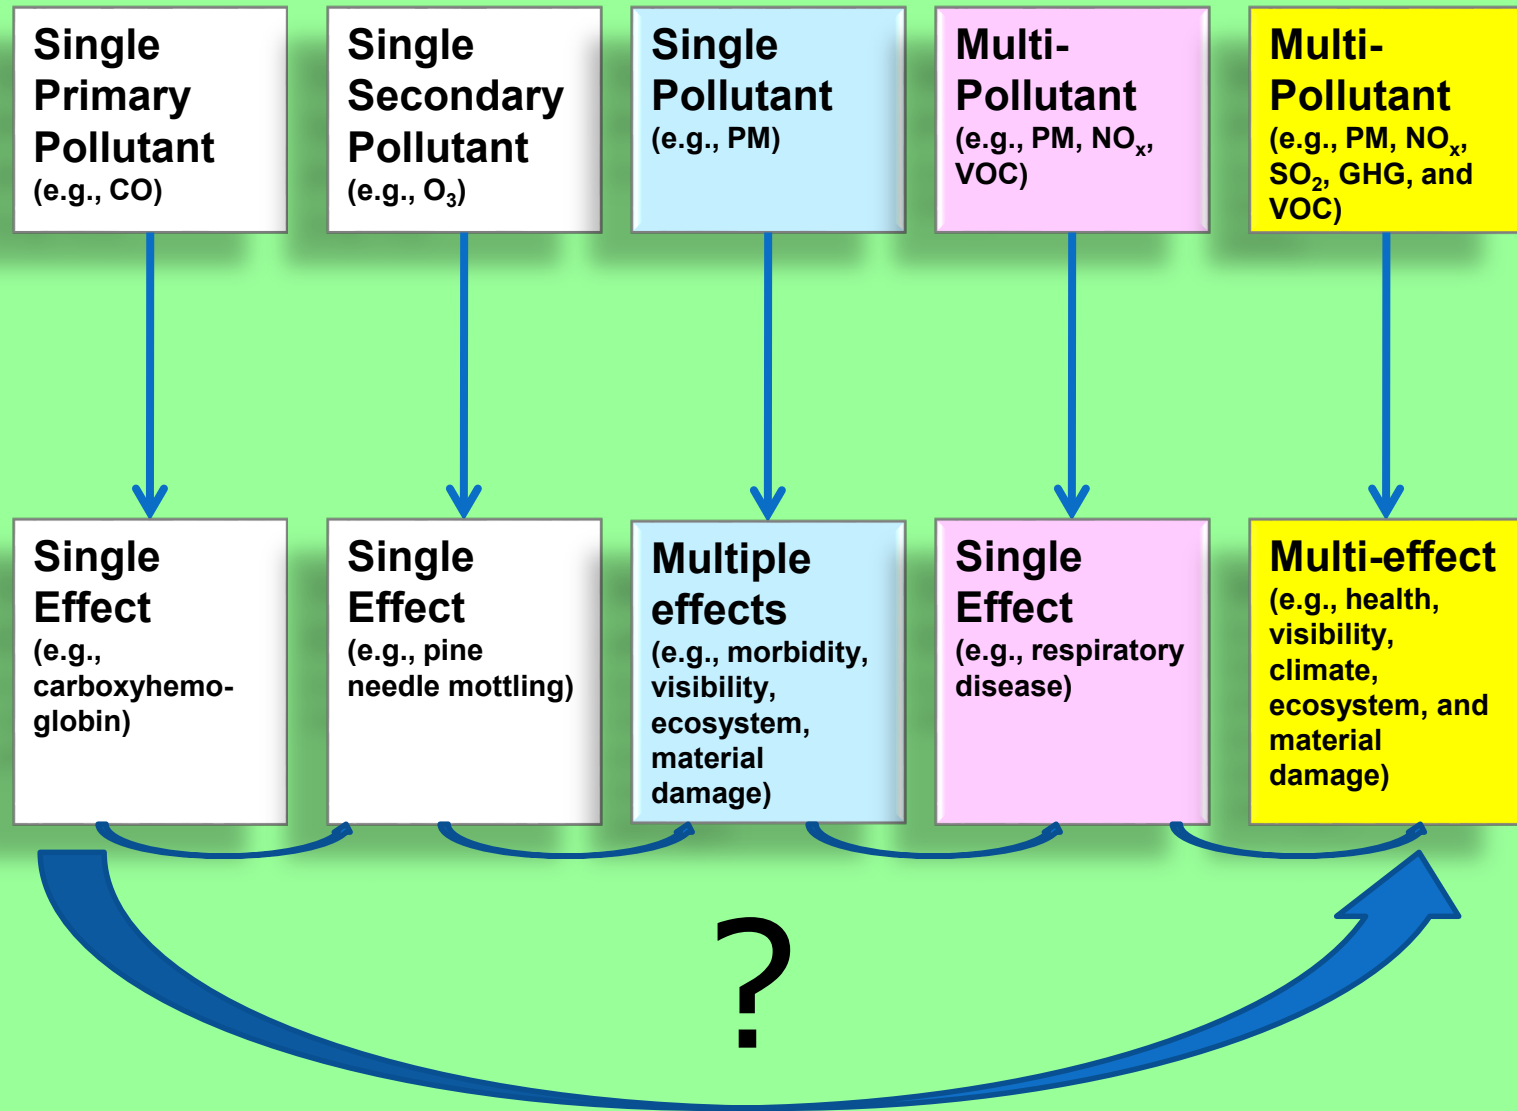 Single
Primary
Pollutant
(e.g., CO)
Single
Secondary
Pollutant
(e.g., O₃)
Single
Pollutant
(e.g., PM)
Multi-
Pollutant
(e.g., PM, NOₓ,
VOC)
Multi-
Pollutant
(e.g., PM, NOₓ,
SO₂, GHG, and
VOC)
Single
Effect
(e.g.,
carboxyhemo-
globin)
Single
Effect
(e.g., pine
needle mottling)
Multiple
effects
(e.g., morbidity,
visibility,
ecosystem,
material
damage)
Single
Effect
(e.g., respiratory
disease)
Multi-effect
(e.g., health,
visibility,
climate,
ecosystem, and
material
damage)
?